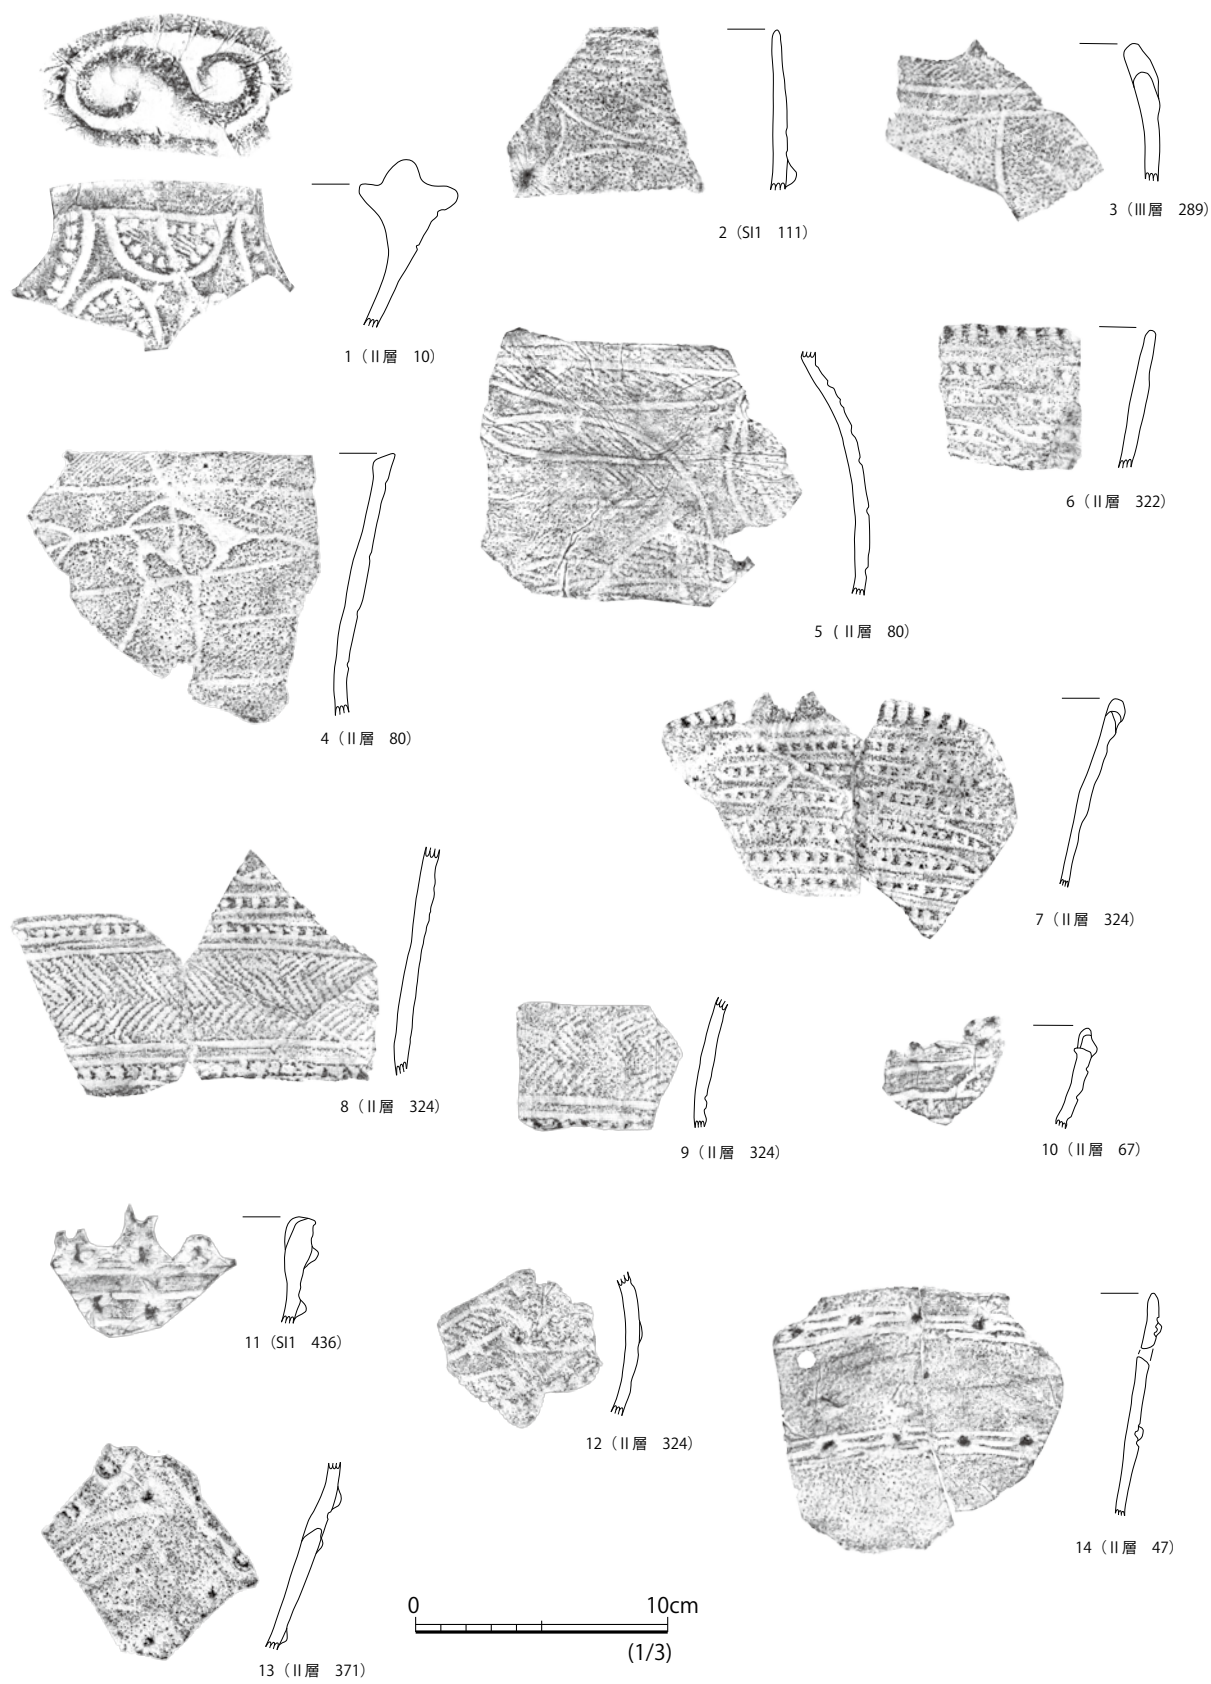 1（Ⅱ層　10）
2（SI1　111）
3（Ⅲ層　289）
4（Ⅱ層　80）
5（Ⅱ層　80）
6（Ⅱ層　322）
7（Ⅱ層　324）
8（Ⅱ層　324）
9（Ⅱ層　324）
10（Ⅱ層　67）
11（SI1　436）
12（Ⅱ層　324）
13（Ⅱ層　371）
14（Ⅱ層　47）
0　10cm
(1/3)